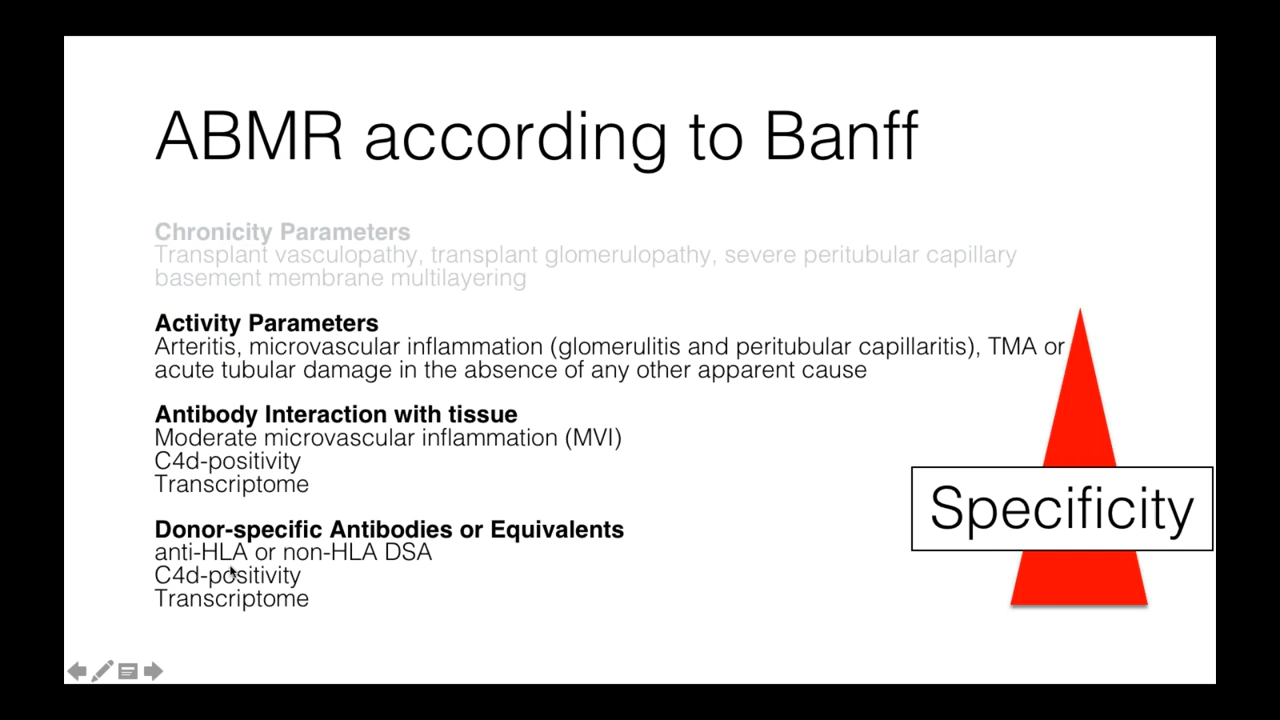 ABMR according to Banff
Chronicity Parameters
Transplant vasculopathy, transplant glomerulopathy, severe peritubular capillary
basement membrane multilayering
Activity Parameters
Arteritis, microvascular inflammation (glomerulitis and peritubular capillaritis), TMA or
acute tubular damage in the absence of any other apparent cause
Antibody Interaction with tissue
Moderate microvascular inflammation (MVI)
C4d-positivity
Transcriptome
Donor-specific Antibodies or Equivalents
anti-HLA or non-HLA DSA
C4d-positivity
Transcriptome
Specificity